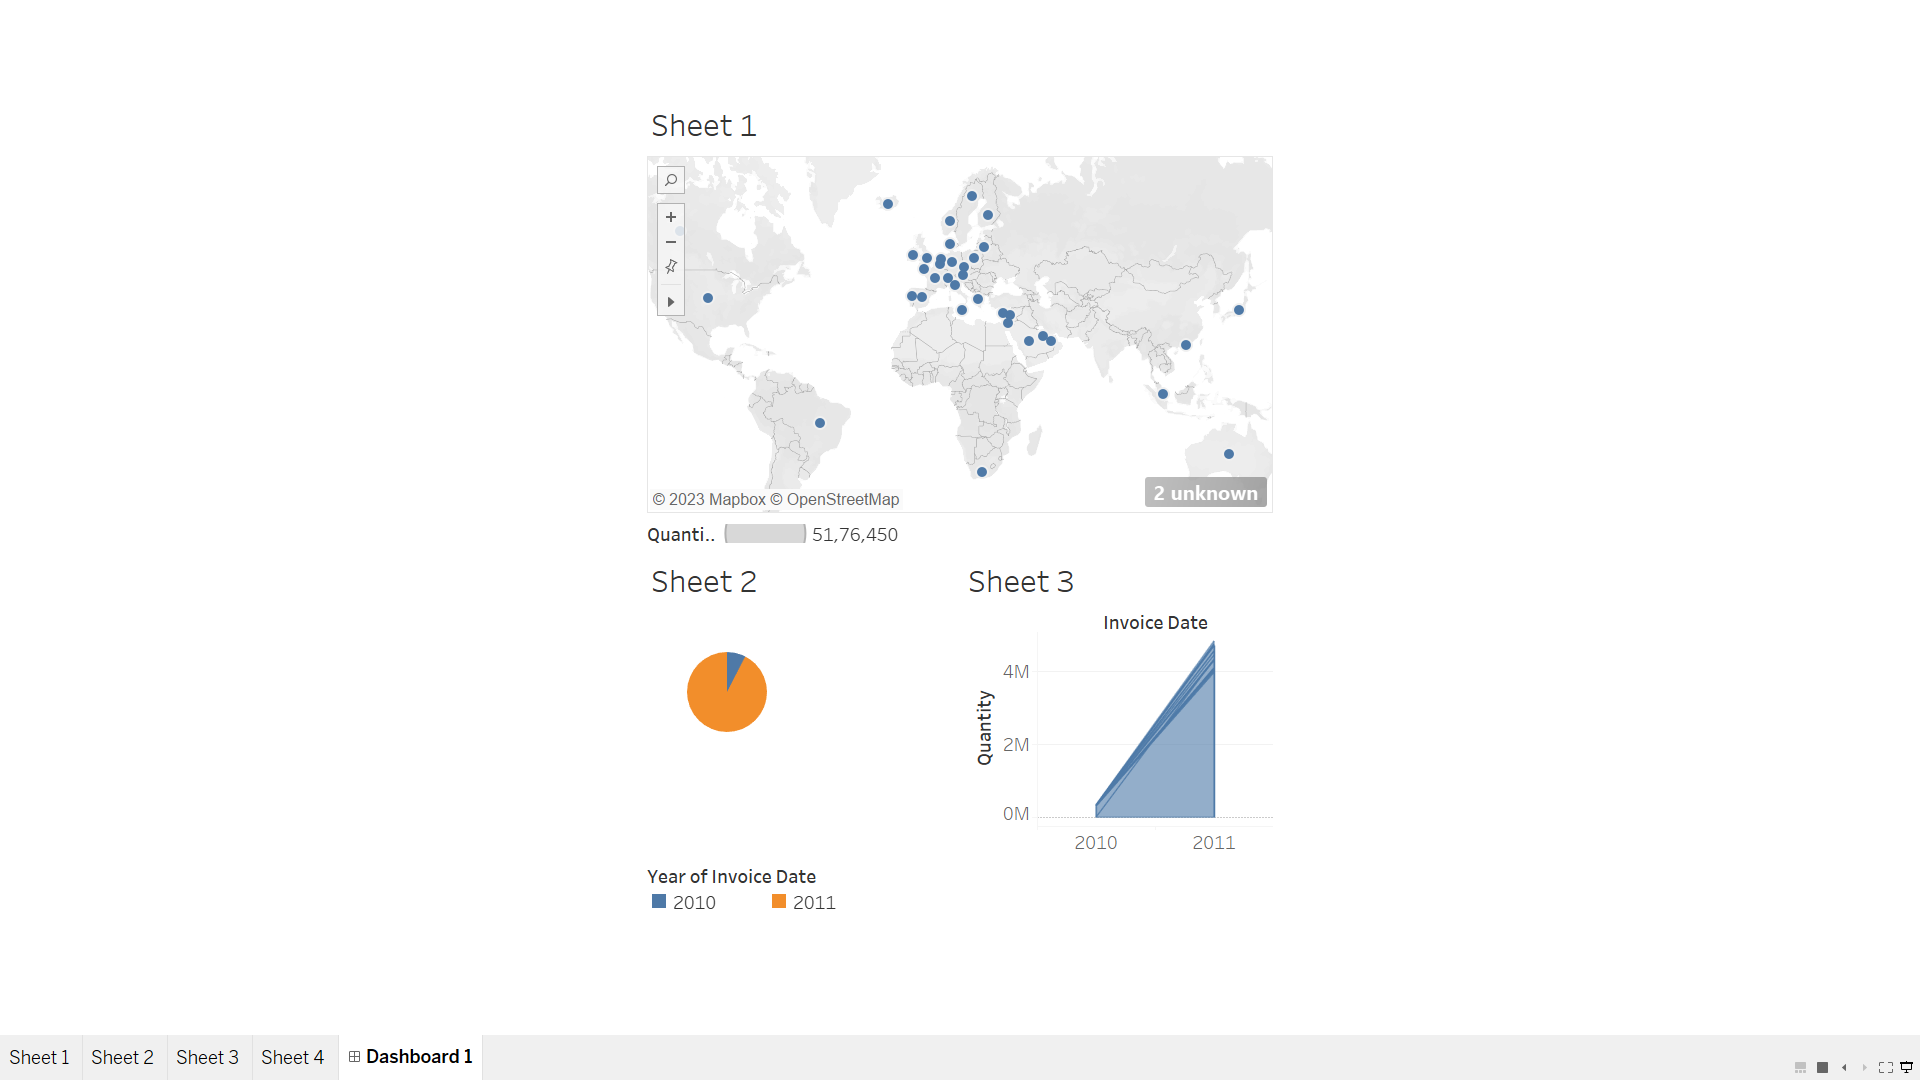 Sheet 1
© 2023 Mapbox © OpenStreetMap
2 unknown
Quanti.. 51,76,450
Sheet 2
Sheet 3
Invoice Date
Quantity
4M
2M
0M
2010 2011
Year of Invoice Date
2010 2011
Sheet 1 Sheet 2 Sheet 3 Sheet 4 Dashboard 1